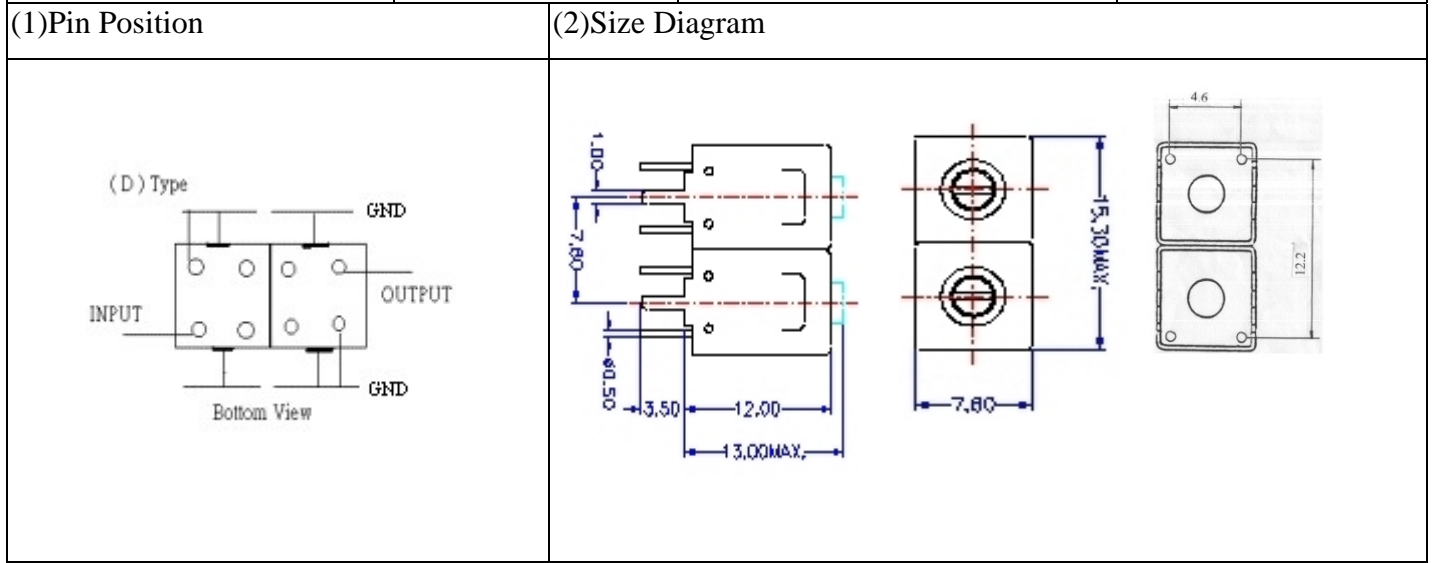 (1)Pin Position
(2)Size Diagram
(D) Type
GND
OUTPUT
INPUT
GND
Bottom View
1,00
7,60
ø0,50
3,50
12,00
13,00MAX,
15,30MAX,
7,60
4.6
12.2